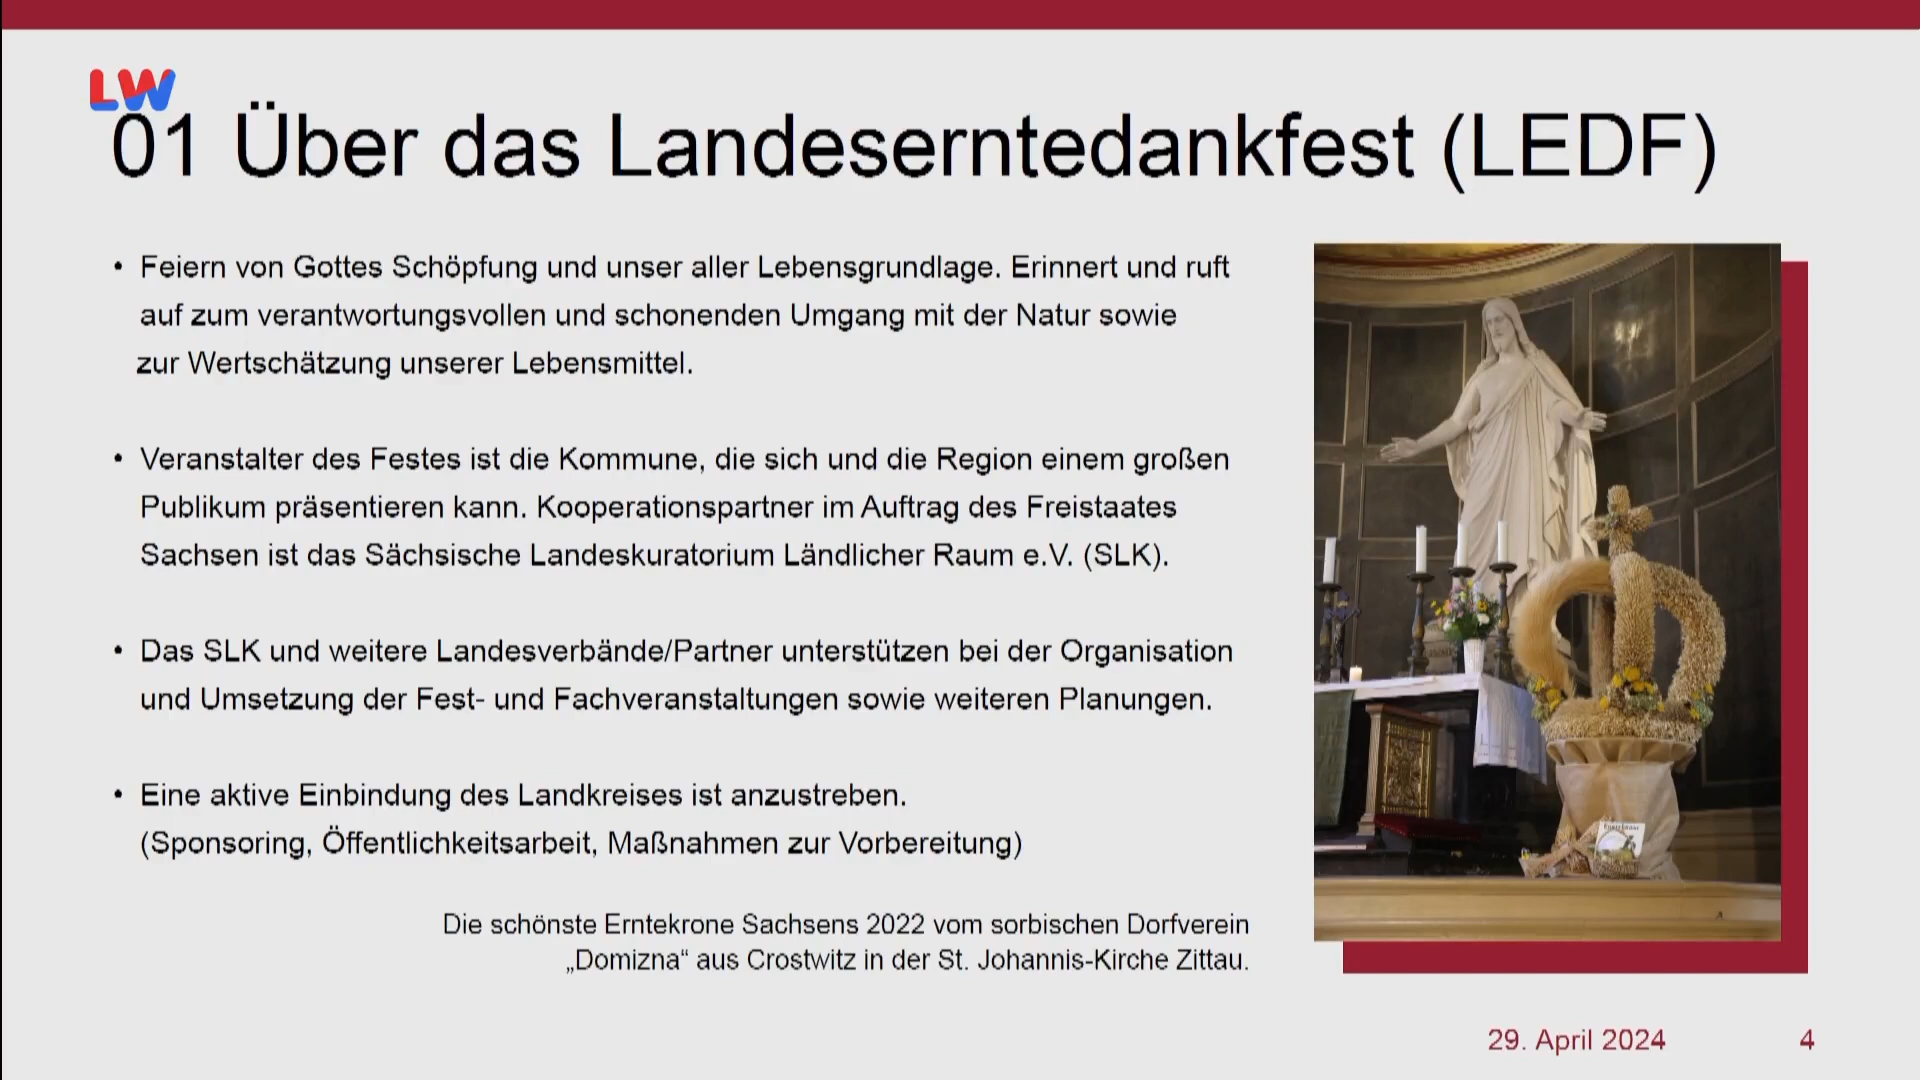 LW
01 Über das Landeserntedankfest (LEDF)
• Feiern von Gottes Schöpfung und unser aller Lebensgrundlage. Erinnert und ruft
auf zum verantwortungsvollen und schonenden Umgang mit der Natur sowie
zur Wertschätzung unserer Lebensmittel.
• Veranstalter des Festes ist die Kommune, die sich und die Region einem großen
Publikum präsentieren kann. Kooperationspartner im Auftrag des Freistaates
Sachsen ist das Sächsische Landeskuratorium Ländlicher Raum e.V. (SLK).
• Das SLK und weitere Landesverbände/Partner unterstützen bei der Organisation
und Umsetzung der Fest- und Fachveranstaltungen sowie weiteren Planungen.
• Eine aktive Einbindung des Landkreises ist anzustreben.
(Sponsoring, Öffentlichkeitsarbeit, Maßnahmen zur Vorbereitung)
Die schönste Erntekrone Sachsens 2022 vom sorbischen Dorfverein
„Domizna“ aus Crostwitz in der St. Johannis-Kirche Zittau.
29. April 2024 4